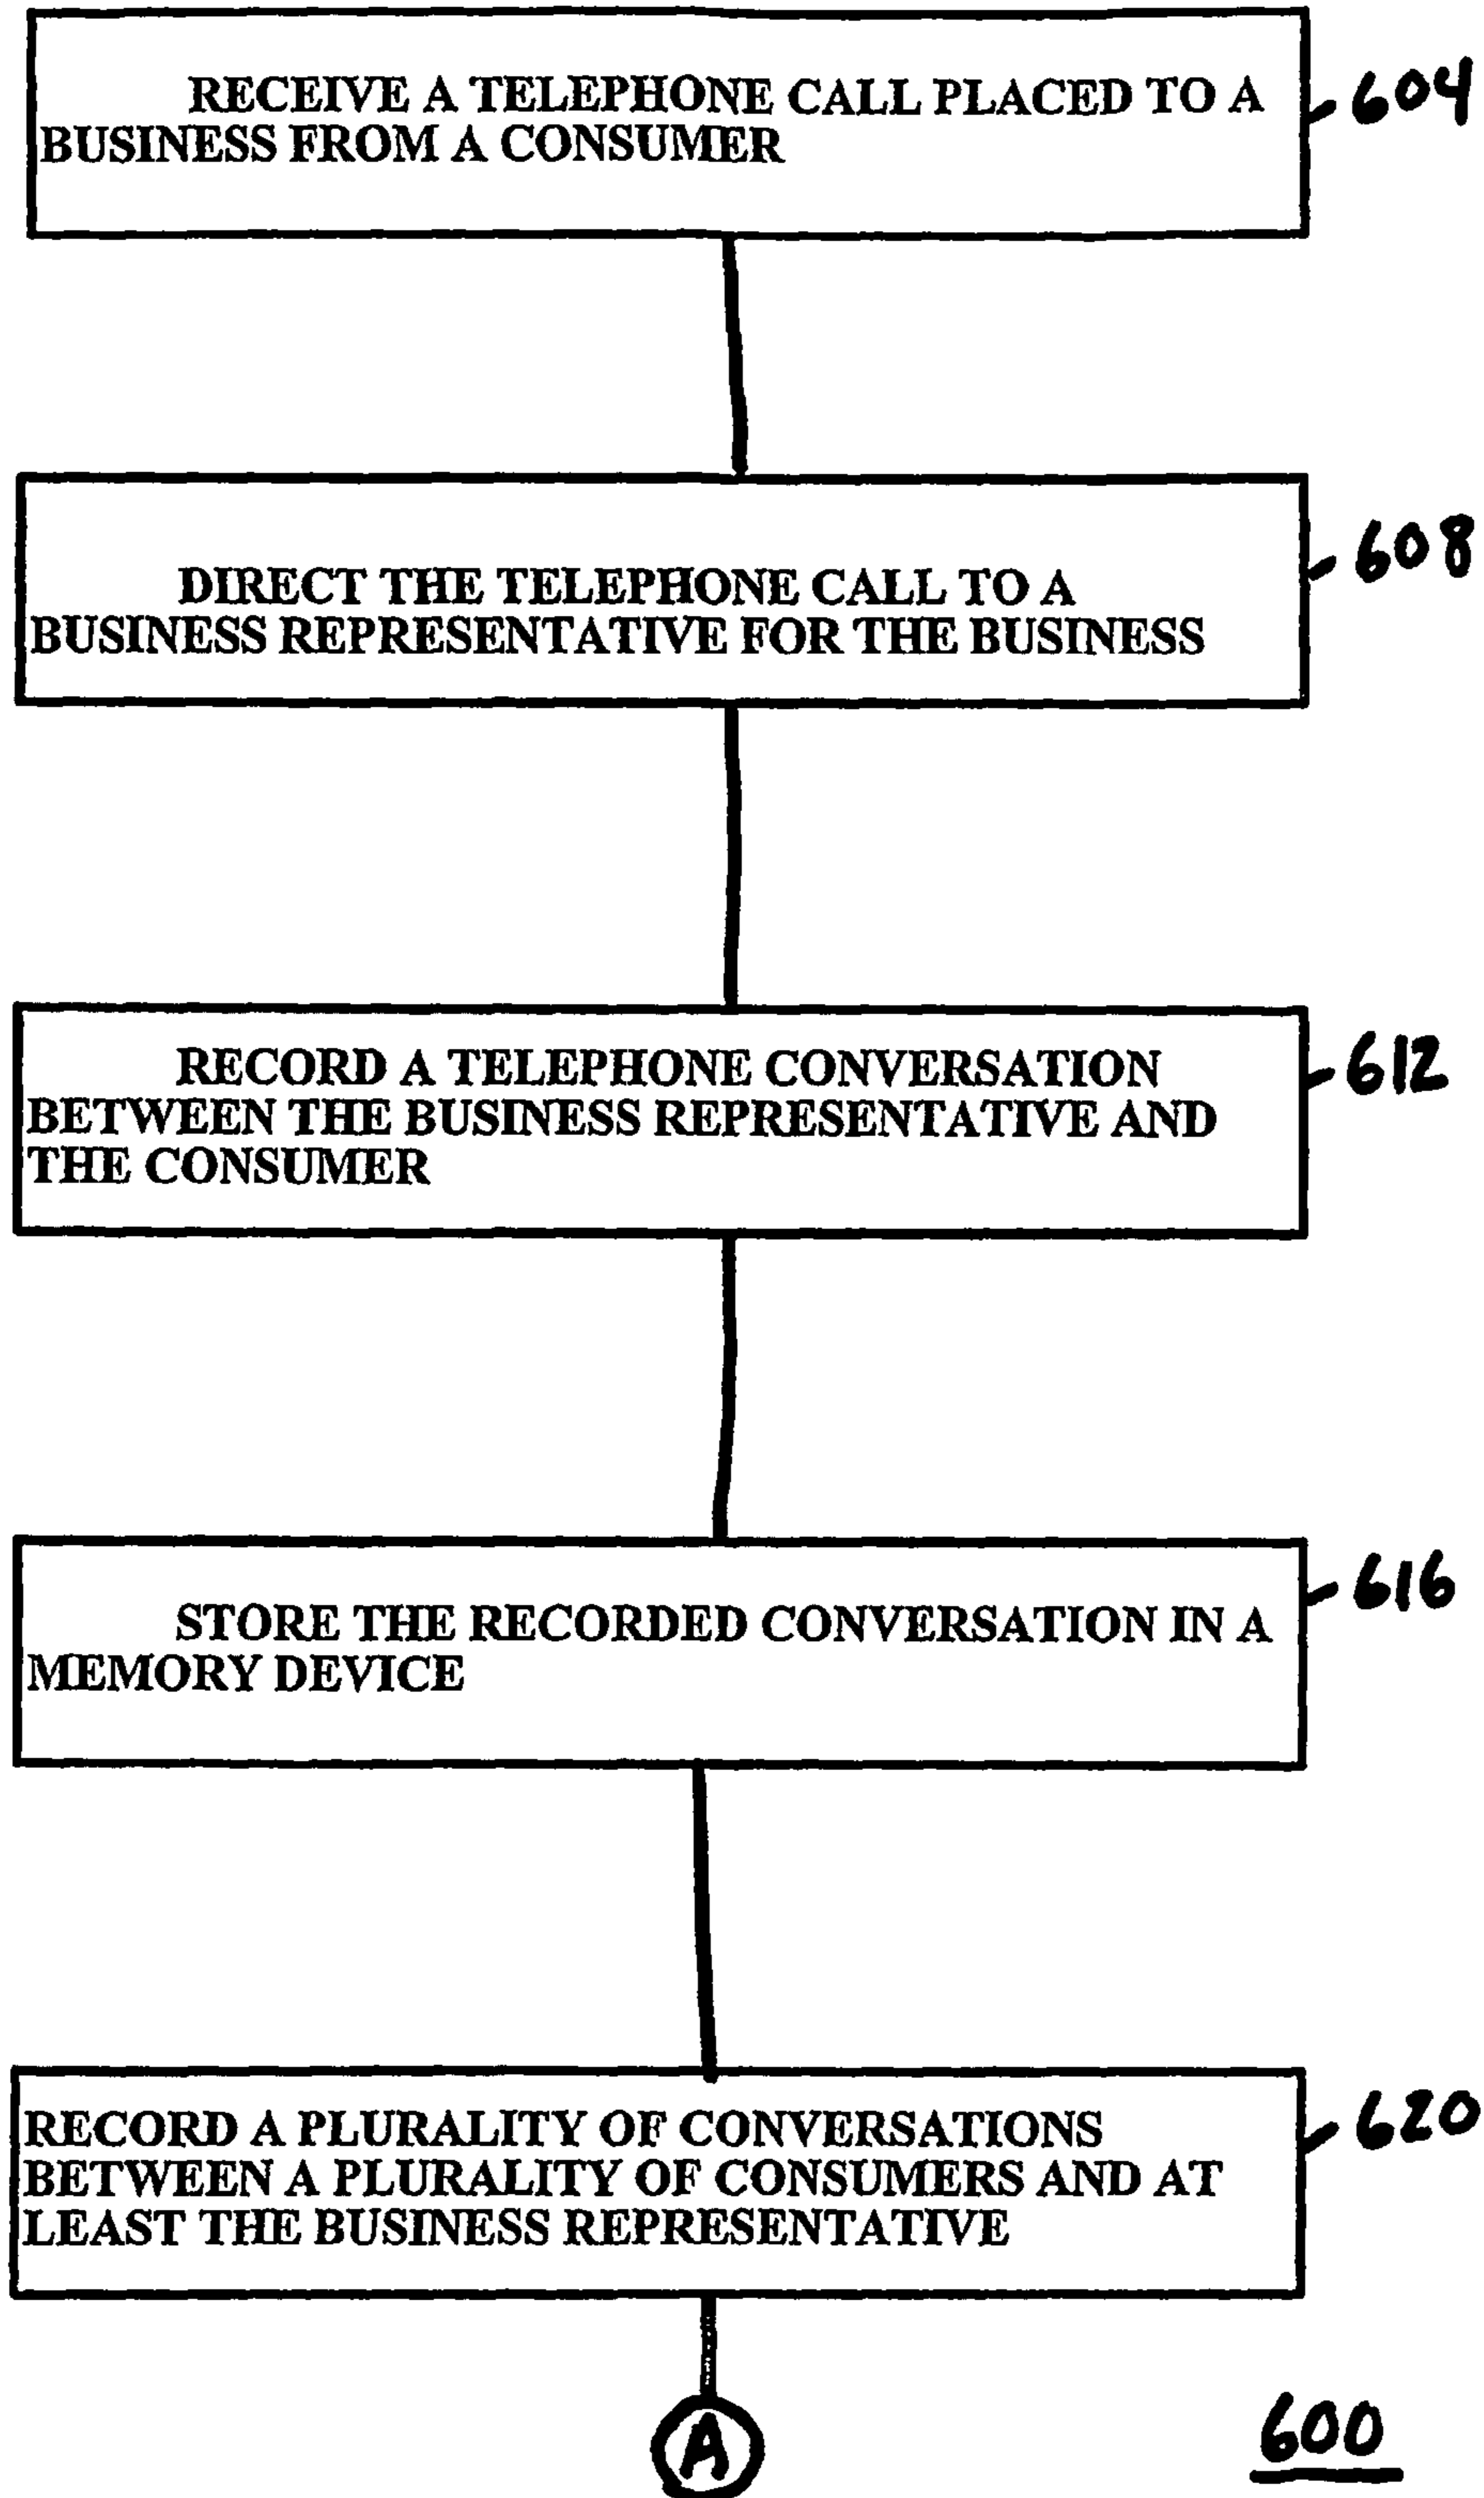 RECEIVE A TELEPHONE CALL PLACED TO A
BUSINESS FROM A CONSUMER
604
DIRECT THE TELEPHONE CALL TO A
BUSINESS REPRESENTATIVE FOR THE BUSINESS
608
RECORD A TELEPHONE CONVERSATION
BETWEEN THE BUSINESS REPRESENTATIVE AND
THE CONSUMER
612
STORE THE RECORDED CONVERSATION IN A
MEMORY DEVICE
616
RECORD A PLURALITY OF CONVERSATIONS
BETWEEN A PLURALITY OF CONSUMERS AND AT
LEAST THE BUSINESS REPRESENTATIVE
620
A
600